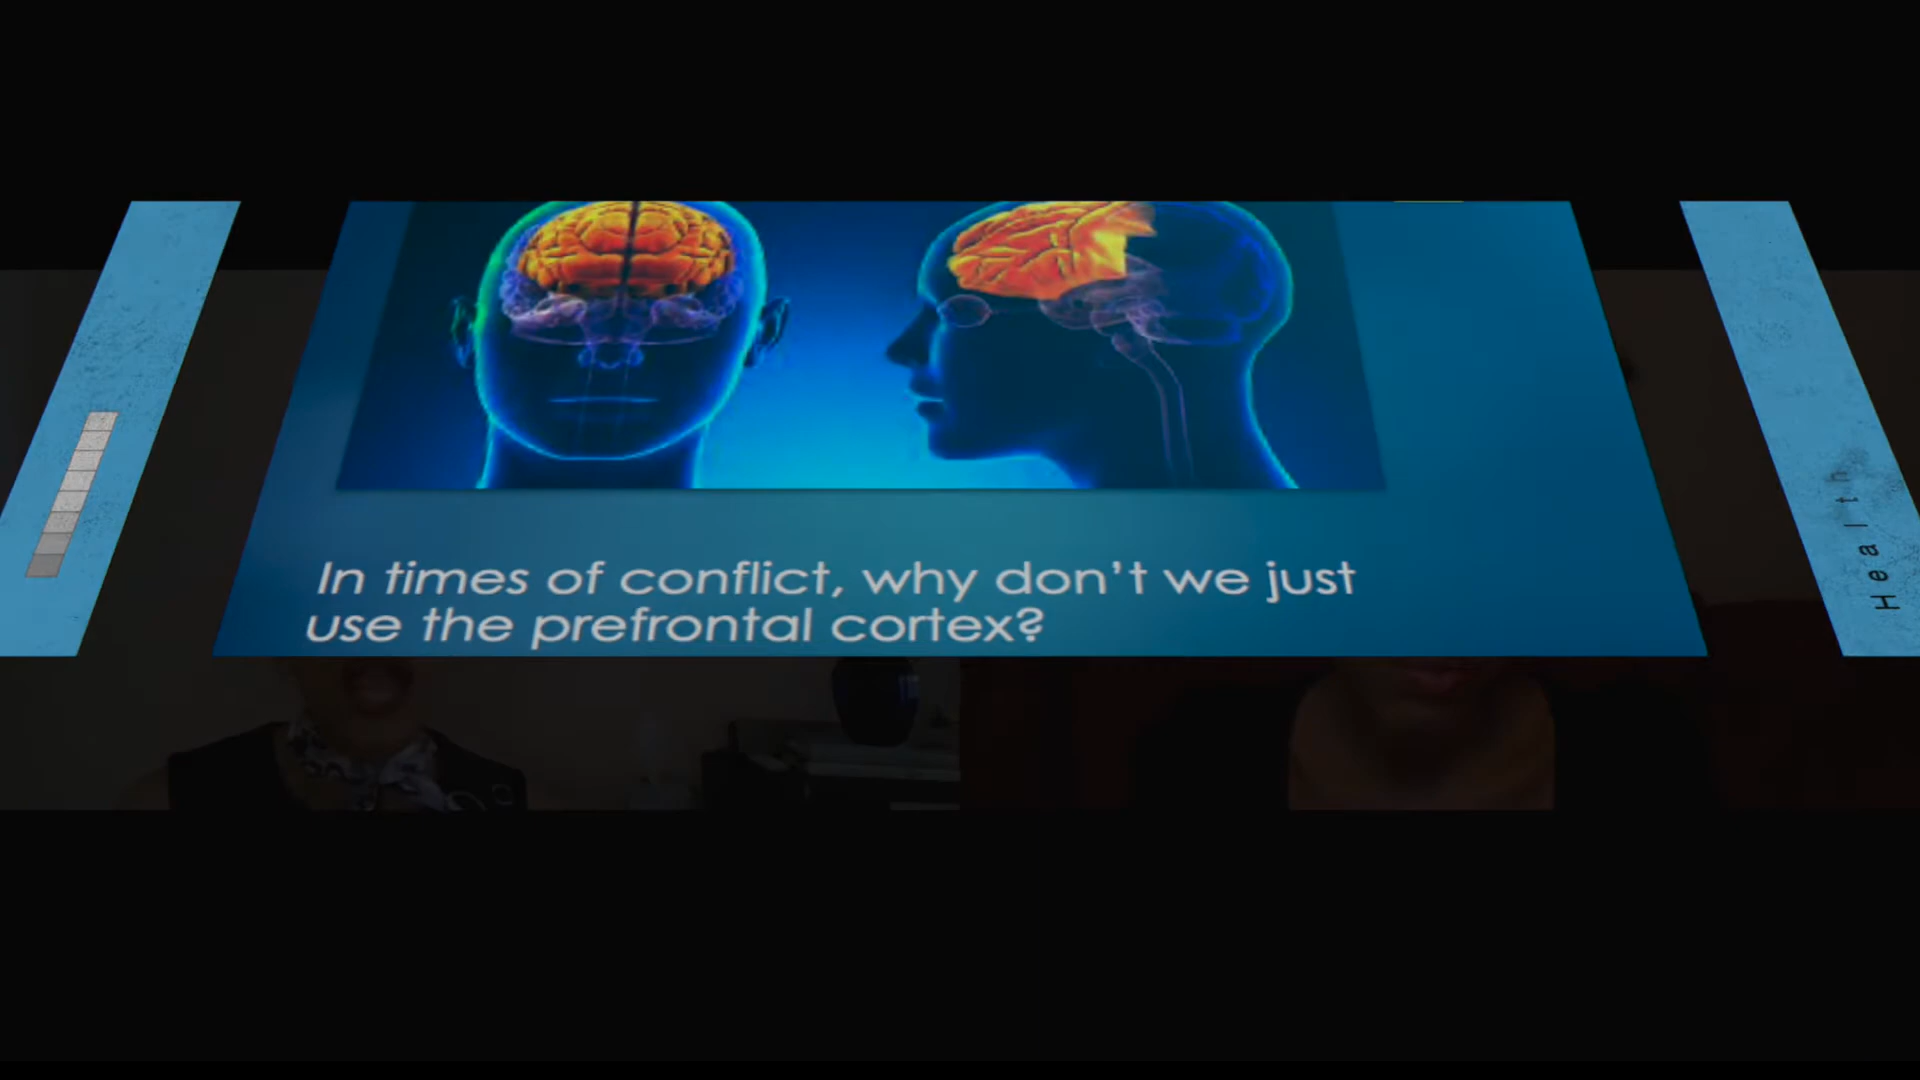 In times of conflict, why don't we just
use the prefrontal cortex?
Health